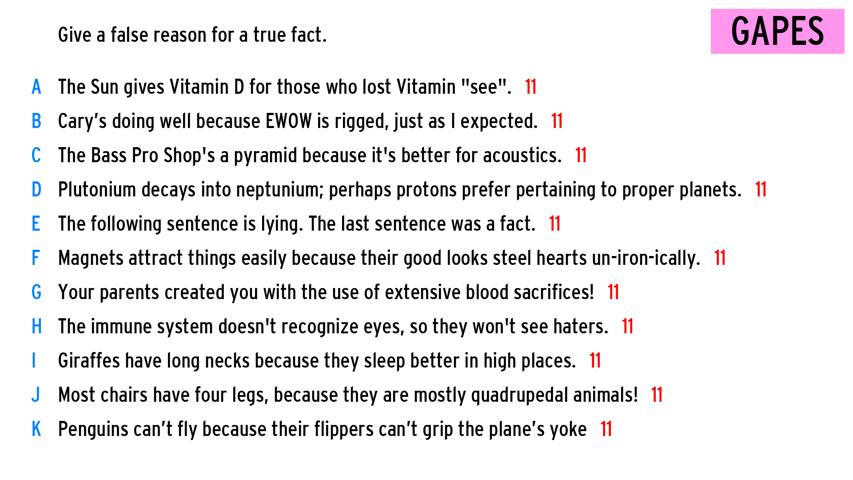 Give a false reason for a true fact.
GAPES
A The Sun gives Vitamin D for those who lost Vitamin "see". 11
B Cary’s doing well because EWOW is rigged, just as I expected. 11
C The Bass Pro Shop's a pyramid because it's better for acoustics. 11
D Plutonium decays into neptunium; perhaps protons prefer pertaining to proper planets. 11
E The following sentence is lying. The last sentence was a fact. 11
F Magnets attract things easily because their good looks steel hearts un-iron-ically. 11
G Your parents created you with the use of extensive blood sacrifices! 11
H The immune system doesn't recognize eyes, so they won't see haters. 11
I Giraffes have long necks because they sleep better in high places. 11
J Most chairs have four legs, because they are mostly quadrupedal animals! 11
K Penguins can’t fly because their flippers can’t grip the plane’s yoke 11